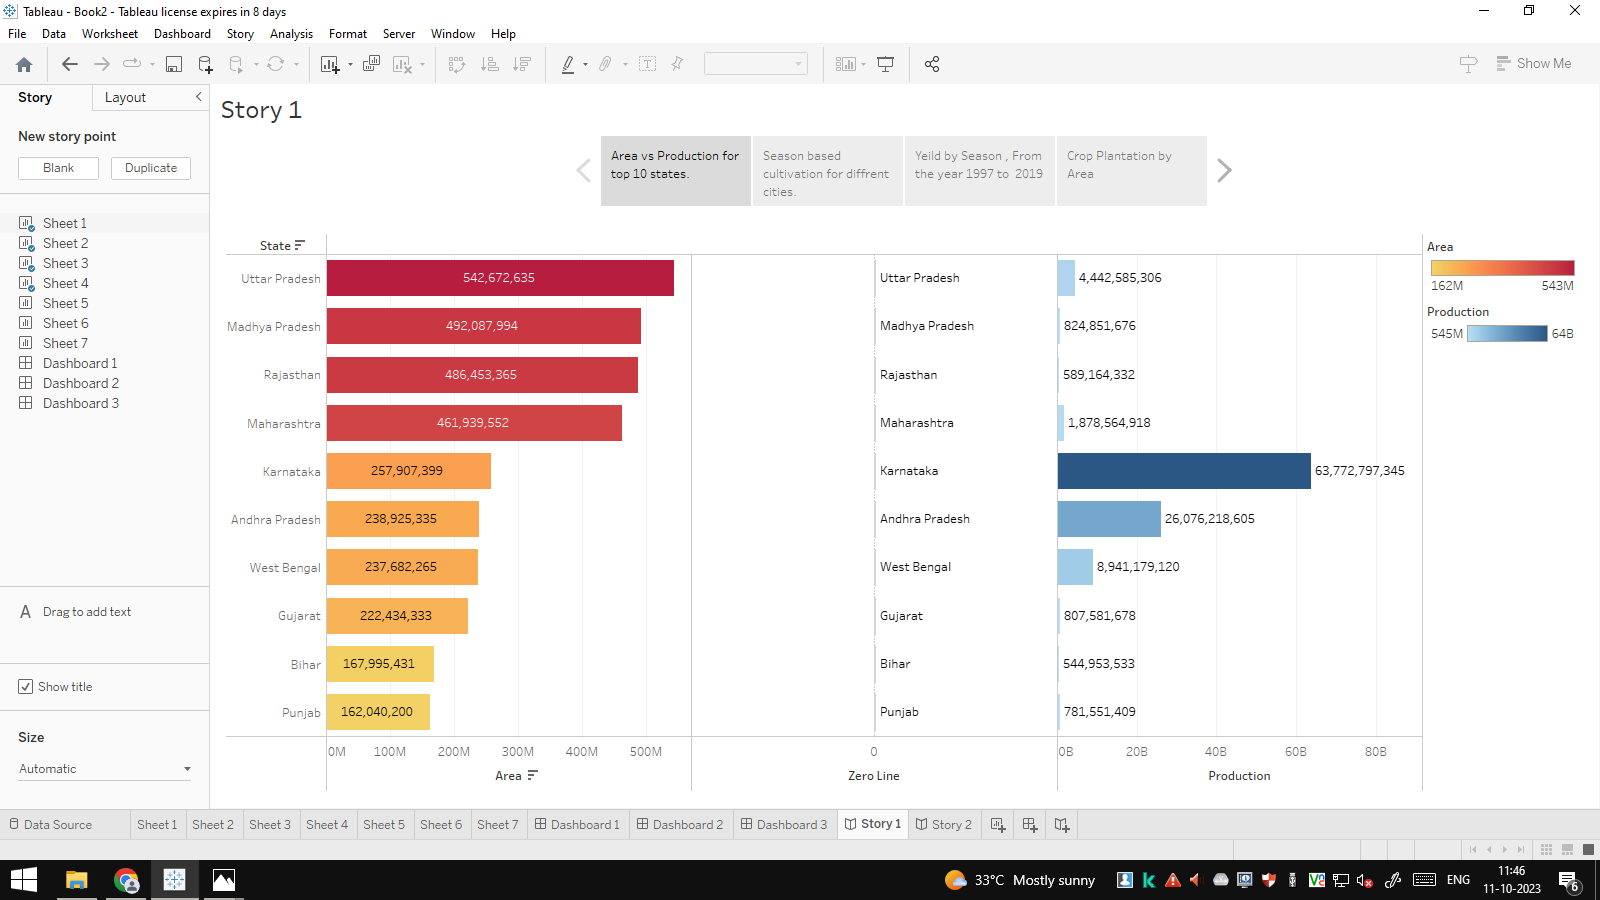 Tableau - Book2 - Tableau license expires in 8 days
File Data Worksheet Dashboard Story Analysis Format Server Window Help
Show Me
Story Layout
New story point
Blank Duplicate
Sheet 1
Sheet 2
Sheet 3
Sheet 4
Sheet 5
Sheet 6
Sheet 7
Dashboard 1
Dashboard 2
Dashboard 3
A Drag to add text
Show title
Size
Automatic
Story 1
Area vs Production for
top 10 states.
Season based
cultivation for diffrent
cities.
Yeild by Season , From
the year 1997 to 2019
Crop Plantation by
Area
State
Uttar Pradesh 542,672,635 Uttar Pradesh 4,442,585,306
Madhya Pradesh 492,087,994 Madhya Pradesh 824,851,676
Rajasthan 486,453,365 Rajasthan 589,164,332
Maharashtra 461,939,552 Maharashtra 1,878,564,918
Karnataka 257,907,399 Karnataka 63,772,797,345
Andhra Pradesh 238,925,335 Andhra Pradesh 26,076,218,605
West Bengal 237,682,265 West Bengal 8,941,179,120
Gujarat 222,434,333 Gujarat 807,581,678
Bihar 167,995,431 Bihar 544,953,533
Punjab 162,040,200 Punjab 781,551,409
0M 100M 200M 300M 400M 500M 0 0B 20B 40B 60B 80B
Area Zero Line Production
Area
162M 543M
Production
545M 64B
Data Source Sheet 1 Sheet 2 Sheet 3 Sheet 4 Sheet 5 Sheet 6 Sheet 7 Dashboard 1 Dashboard 2 Dashboard 3 Story 1 Story 2
33°C Mostly sunny ENG 11:46
11-10-2023
6